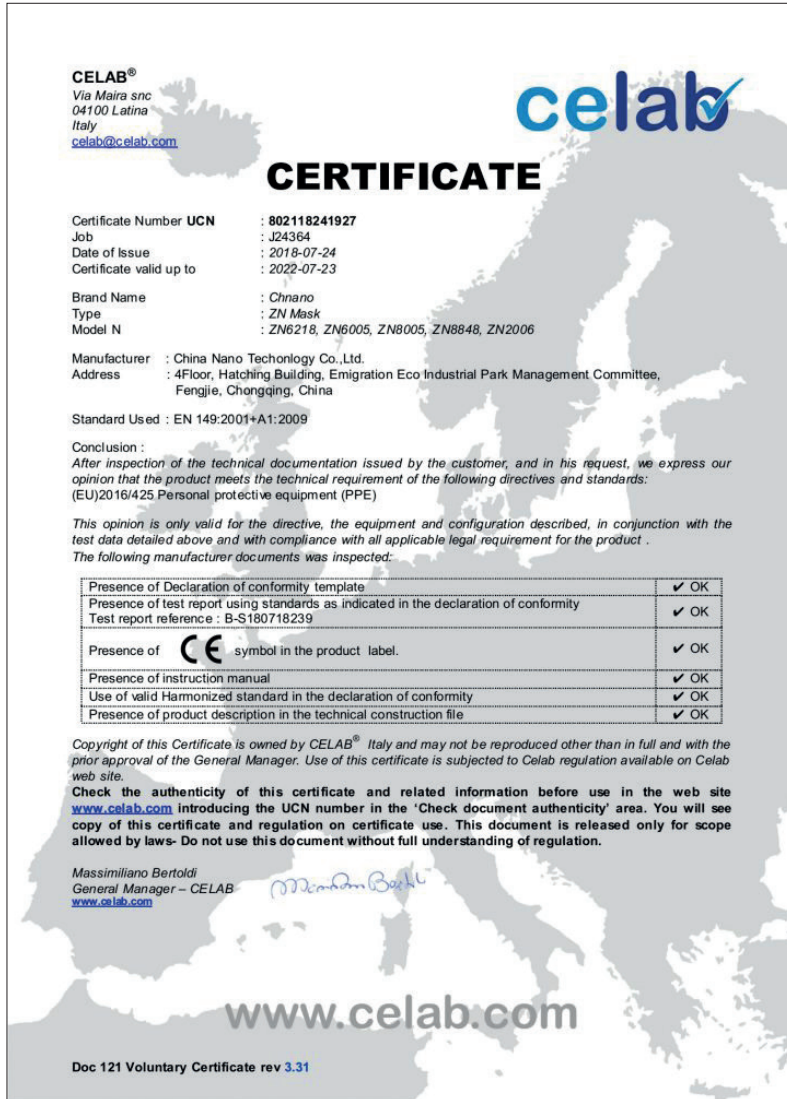 CELAB®
Via Maira snc
04100 Latina
Italy
celab@celab.com
celab
CERTIFICATE
Certificate Number UCN : 802118241927
Job : J24364
Date of Issue : 2018-07-24
Certificate valid up to : 2022-07-23
Brand Name : Chnano
Type : ZN Mask
Model N : ZN6218, ZN6005, ZN8005, ZN8848, ZN2006
Manufacturer : China Nano Techonlogy Co.,Ltd.
Address : 4Floor, Hatching Building, Emigration Eco Industrial Park Management Committee,
Fengjie, Chongqing, China
Standard Used : EN 149:2001+A1:2009
Conclusion :
After inspection of the technical documentation issued by the customer, and in his request, we express our
opinion that the product meets the technical requirement of the following directives and standards:
(EU)2016/425 Personal protective equipment (PPE)
This opinion is only valid for the directive, the equipment and configuration described, in conjunction with the
test data detailed above and with compliance with all applicable legal requirement for the product .
The following manufacturer documents was inspected:
Presence of Declaration of conformity template ✔ OK
Presence of test report using standards as indicated in the declaration of conformity
Test report reference : B-S180718239 ✔ OK
Presence of CE symbol in the product label. ✔ OK
Presence of instruction manual ✔ OK
Use of valid Harmonized standard in the declaration of conformity ✔ OK
Presence of product description in the technical construction file ✔ OK
Copyright of this Certificate is owned by CELAB® Italy and may not be reproduced other than in full and with the
prior approval of the General Manager. Use of this certificate is subjected to Celab regulation available on Celab
web site.
Check the authenticity of this certificate and related information before use in the web site
www.celab.com introducing the UCN number in the 'Check document authenticity' area. You will see
copy of this certificate and regulation on certificate use. This document is released only for scope
allowed by laws- Do not use this document without full understanding of regulation.
Massimiliano Bertoldi
General Manager – CELAB
www.celab.com
www.celab.com
Doc 121 Voluntary Certificate rev 3.31